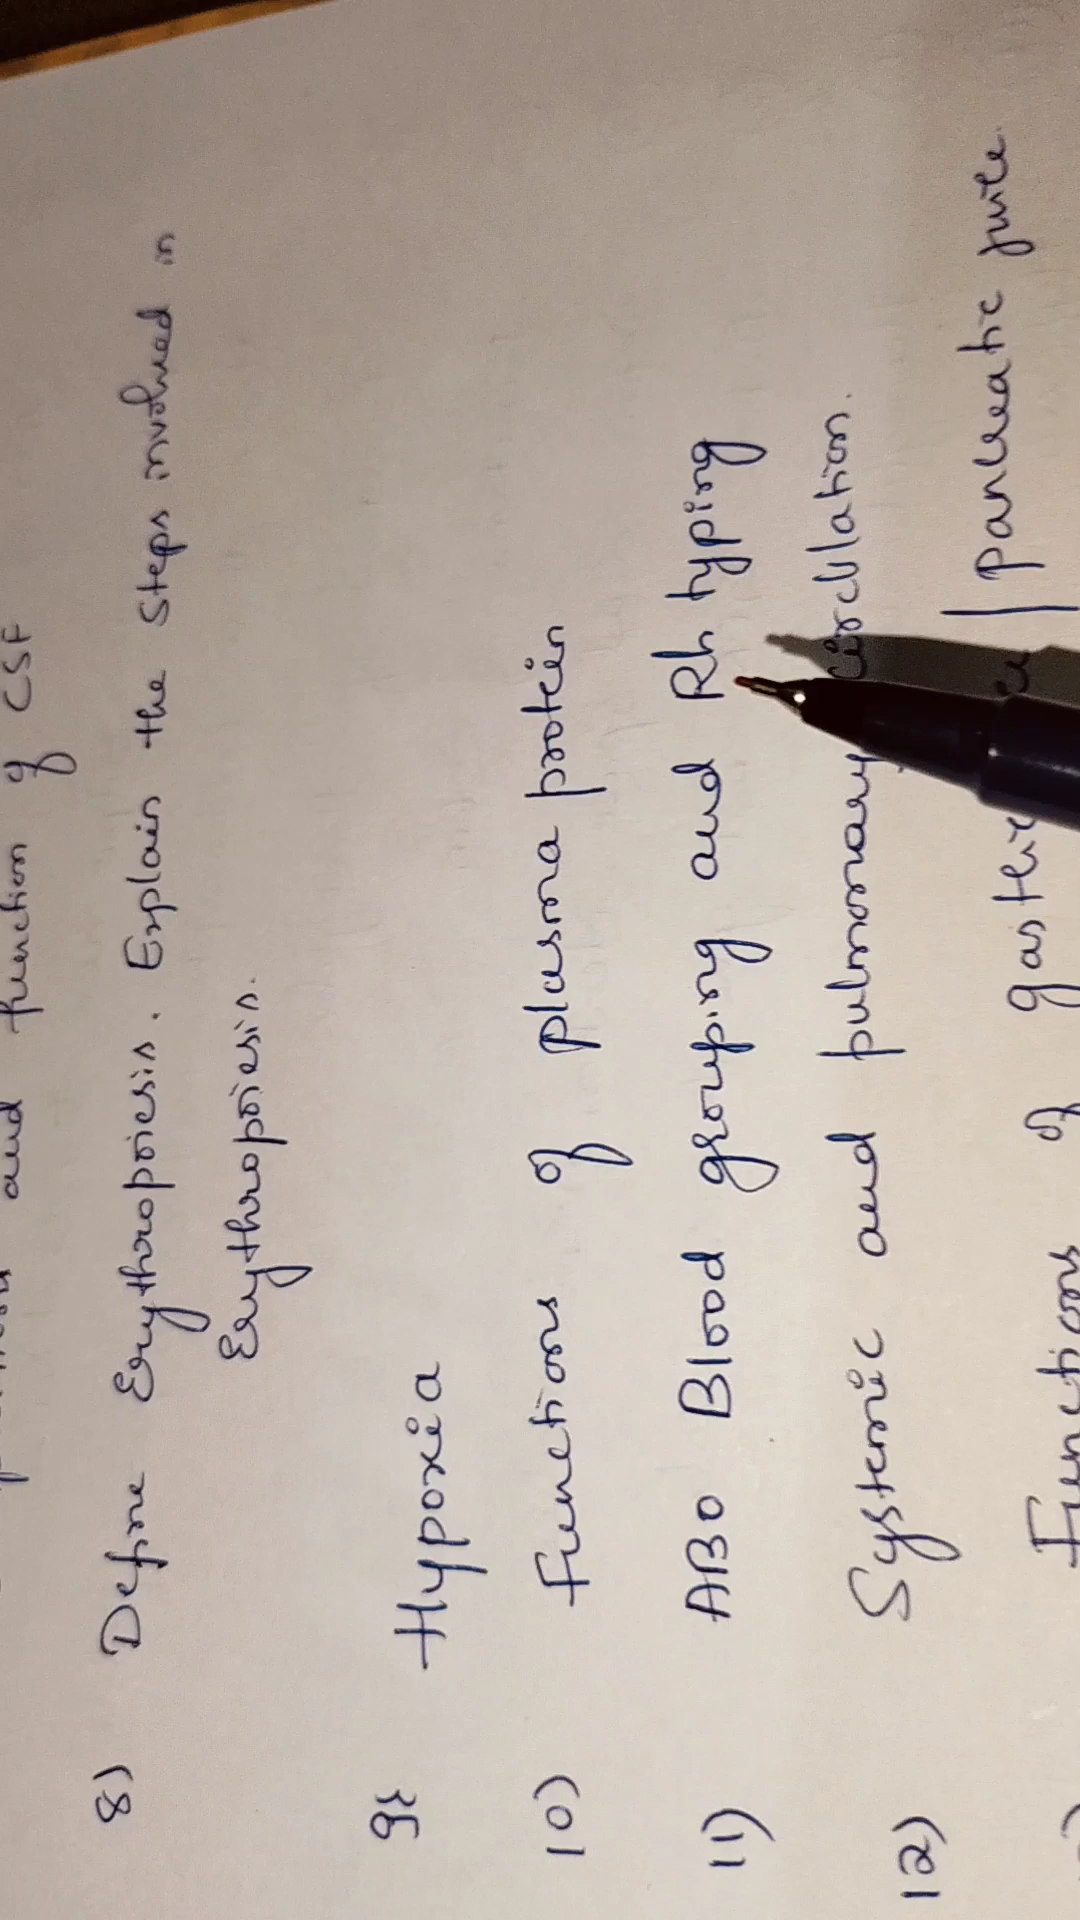 and function of CSF
8) Define Erythropoiesis. Explain the steps involved in
Erythropoiesis.
9) Hypoxia
10) Functions of plasma protein
11) ABO Blood grouping and Rh typing
12) Systemic and pulmonary circulation.
Functions of gastric | pancreatic juice.